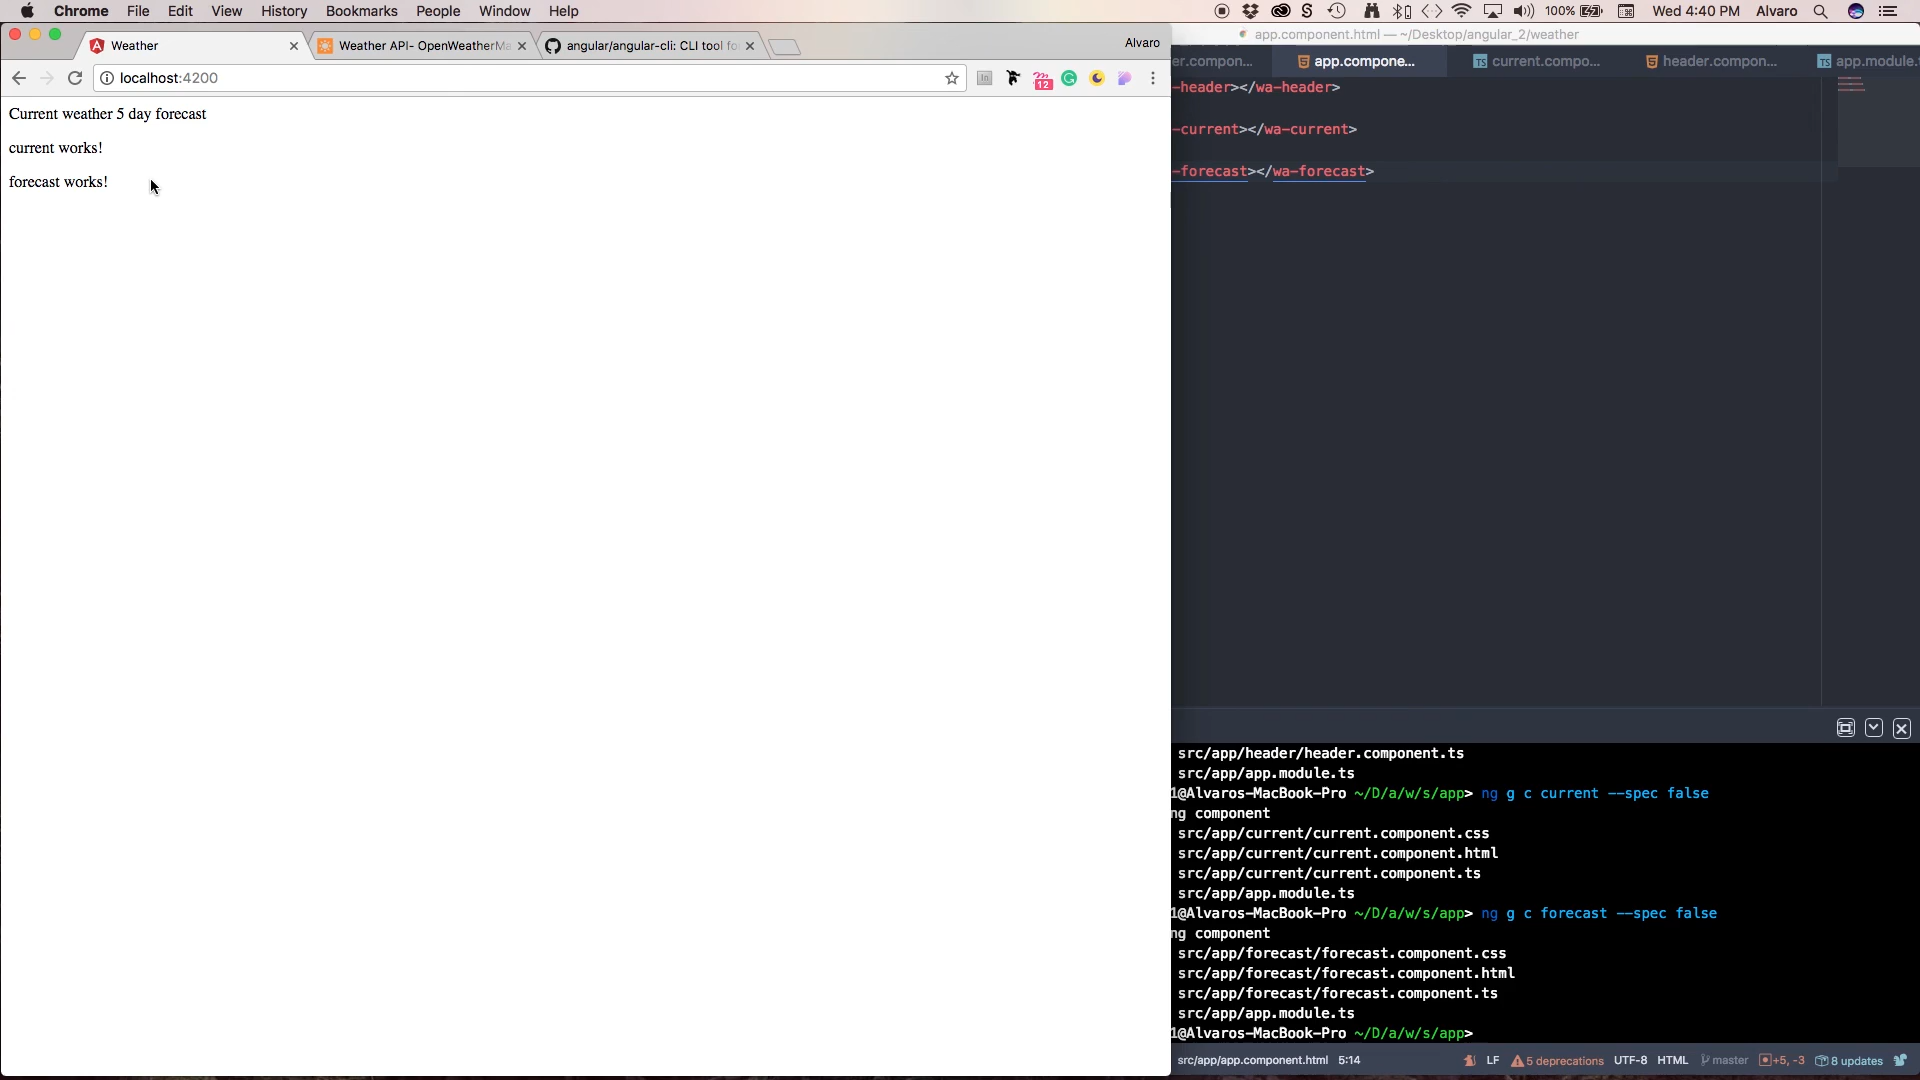 Chrome File Edit View History Bookmarks People Window Help 100% Wed 4:40 PM Alvaro
Weather
Weather API- OpenWeatherMa
angular/angular-cli: CLI tool fo
Alvaro
localhost:4200
12
Current weather 5 day forecast
current works!
forecast works!
app.component.html — ~/Desktop/angular_2/weather
er.compon... app.compone... current.compo... header.compon... app.module.t
-header></wa-header>
-current></wa-current>
-forecast></wa-forecast>
src/app/header/header.component.ts
src/app/app.module.ts
1@Alvaros-MacBook-Pro ~/D/a/w/s/app> ng g c current --spec false
ng component
src/app/current/current.component.css
src/app/current/current.component.html
src/app/current/current.component.ts
src/app/app.module.ts
1@Alvaros-MacBook-Pro ~/D/a/w/s/app> ng g c forecast --spec false
ng component
src/app/forecast/forecast.component.css
src/app/forecast/forecast.component.html
src/app/forecast/forecast.component.ts
src/app/app.module.ts
1@Alvaros-MacBook-Pro ~/D/a/w/s/app>
src/app/app.component.html 5:14 LF 5 deprecations UTF-8 HTML master +5, -3 8 updates